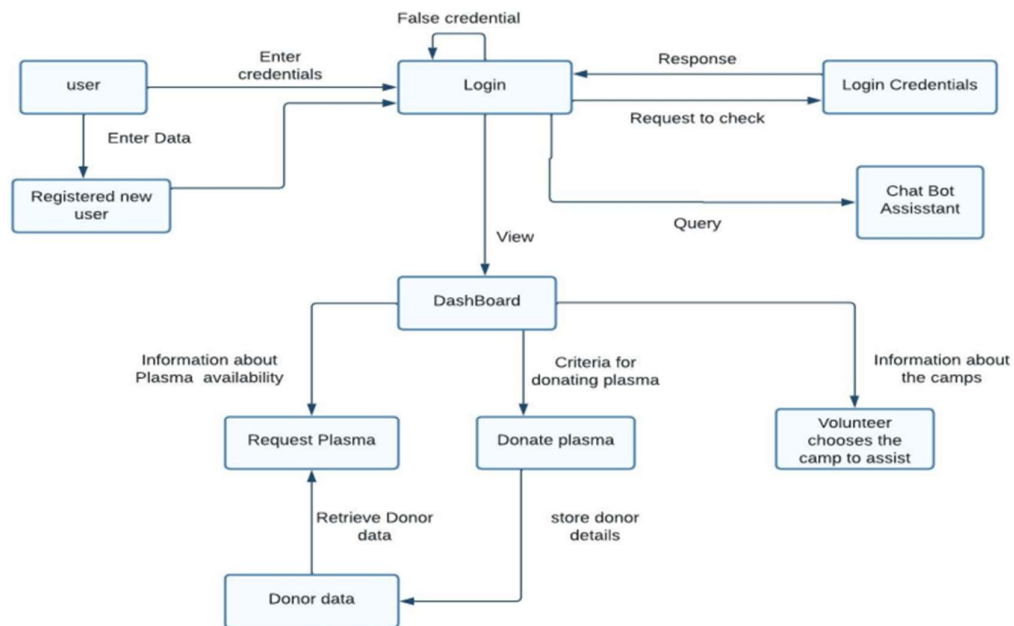 False credential
Enter
credentials
user
Login
Response
Login Credentials
Request to check
Enter Data
Registered new
user
Chat Bot
Assisstant
Query
View
DashBoard
Information about
Plasma availability
Criteria for
donating plasma
Information about
the camps
Request Plasma
Donate plasma
Volunteer
chooses the
camp to assist
Retrieve Donor
data
store donor
details
Donor data